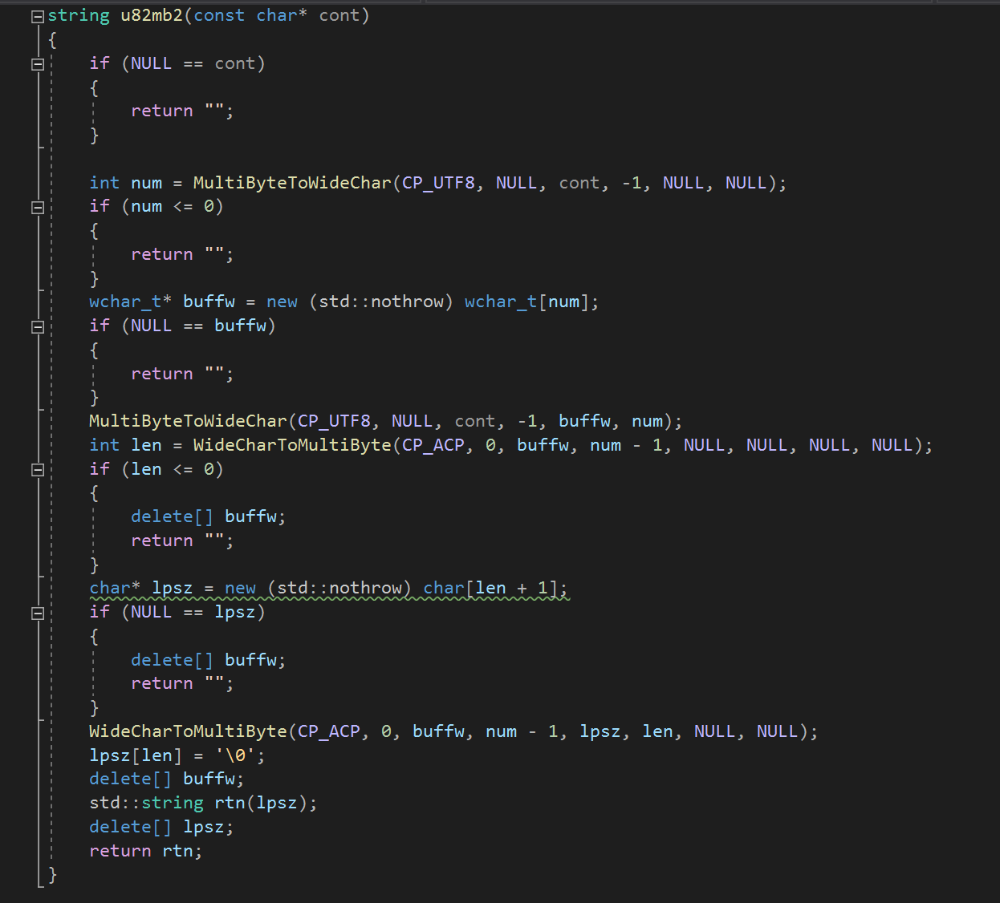 string u82mb2(const char* cont)
{
    if (NULL == cont)
    {
        return "";
    }

    int num = MultiByteToWideChar(CP_UTF8, NULL, cont, -1, NULL, NULL);
    if (num <= 0)
    {
        return "";
    }
    wchar_t* buffw = new (std::nothrow) wchar_t[num];
    if (NULL == buffw)
    {
        return "";
    }
    MultiByteToWideChar(CP_UTF8, NULL, cont, -1, buffw, num);
    int len = WideCharToMultiByte(CP_ACP, 0, buffw, num - 1, NULL, NULL, NULL, NULL);
    if (len <= 0)
    {
        delete[] buffw;
        return "";
    }
    char* lpsz = new (std::nothrow) char[len + 1];
    if (NULL == lpsz)
    {
        delete[] buffw;
        return "";
    }
    WideCharToMultiByte(CP_ACP, 0, buffw, num - 1, lpsz, len, NULL, NULL);
    lpsz[len] = '\0';
    delete[] buffw;
    std::string rtn(lpsz);
    delete[] lpsz;
    return rtn;
}